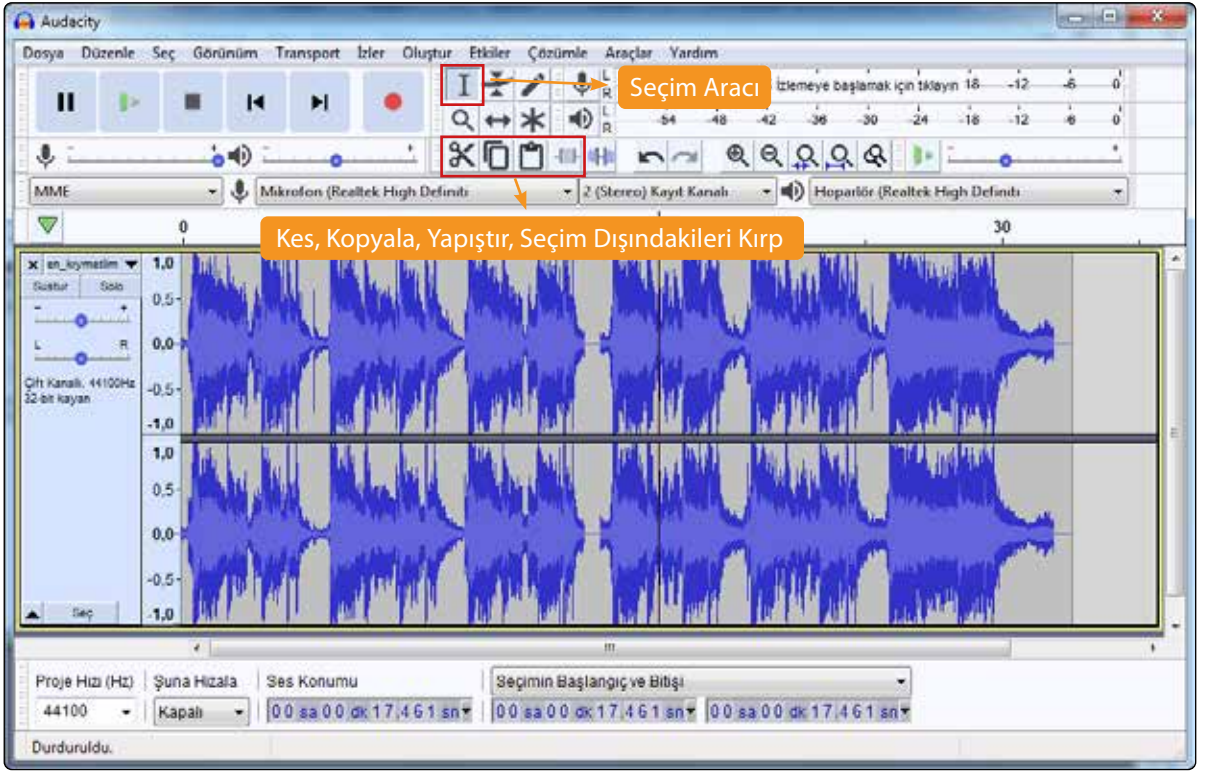 Audacity
Dosya Düzenle Seç Görünüm Transport İzler Oluştur Etkiler Çözümle Araçlar Yardım
Seçim Aracı
L
R
İzlemeye başlamak için tıklayın 18 -12 -6 0
L
R
-54 -48 -42 -36 -30 -24 -18 -12 -6 0
MME
Mikrofon (Realtek High Definiti
2 (Stereo) Kayıt Kanalı
Hoparlör (Realtek High Definiti
0 30
Kes, Kopyala, Yapıştır, Seçim Dışındakileri Kırp
x en_kıymetlim
Sustur Solo
- +
L R
Çift Kanallı, 44100Hz
32-bit kayan
1,0
0,5
0,0
-0,5
-1,0
1,0
0,5
0,0
-0,5
-1,0
Seç
Proje Hızı (Hz) Şuna Hizala Ses Konumu Seçimin Başlangıç ve Bitişi
44100 Kapalı 00 sa 00 dk 17,461 sn 00 sa 00 dk 17,461 sn 00 sa 00 dk 17,461 sn
Durduruldu.